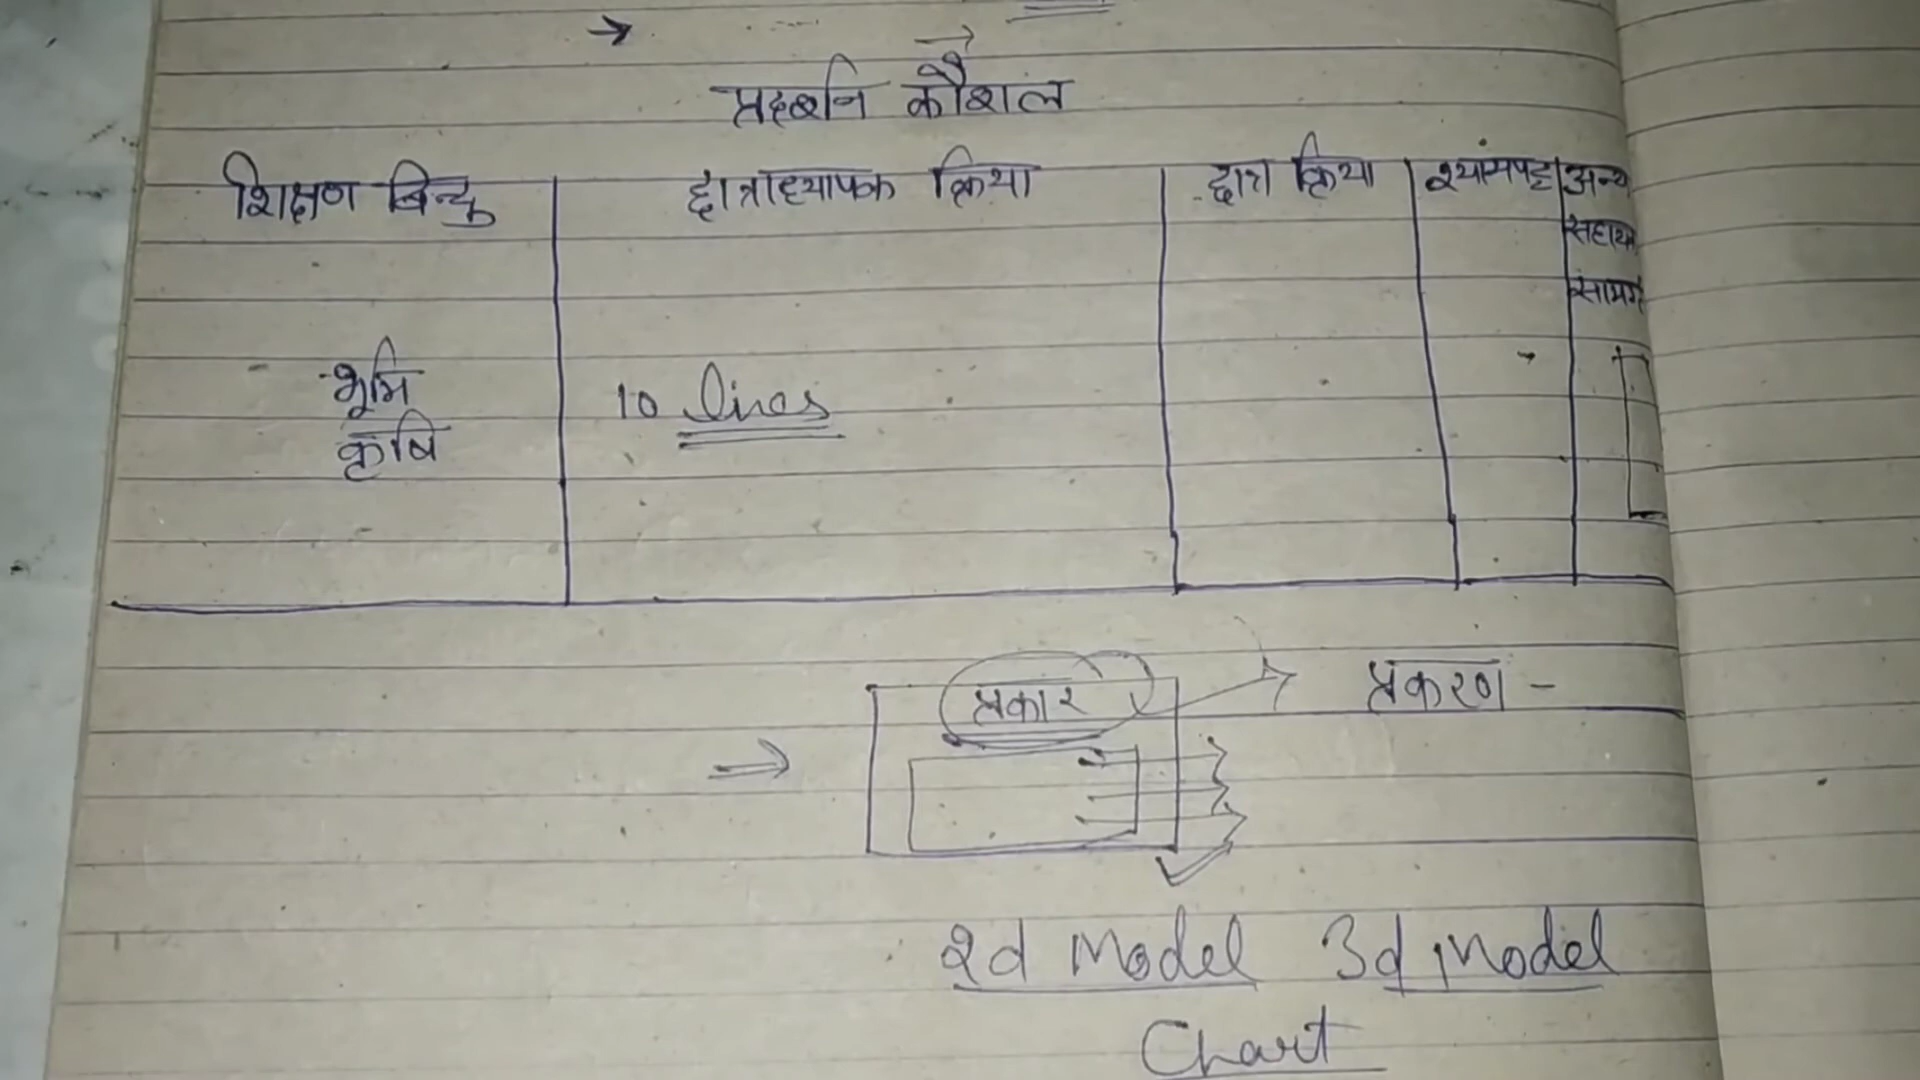 प्रदर्शन कौशल
शिक्षण बिन्दु छात्राध्यापक क्रिया छात्र क्रिया श्यामपट्ट अन्य
सहायक
सामग्री
भूमि 10 lines
कृषि
प्रकार प्रकरण -
2d Model 3d Model
Chart